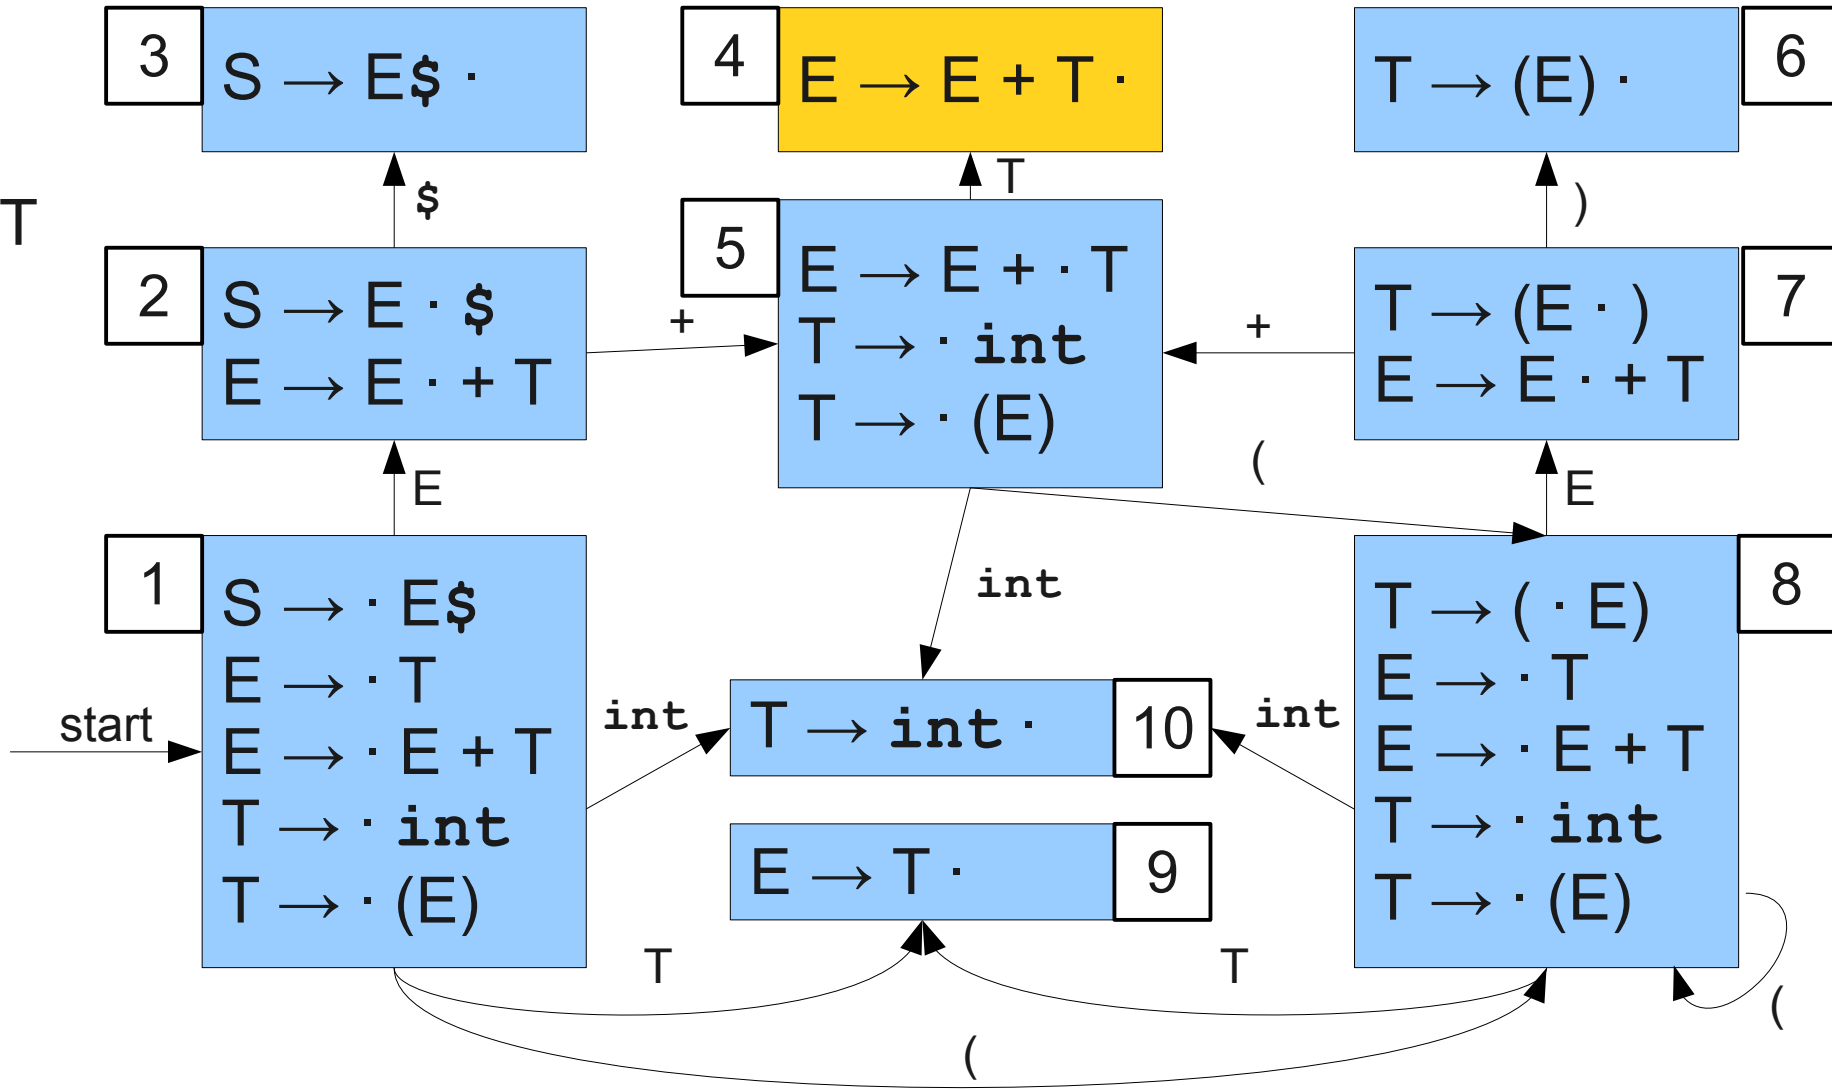 3
S → E$ ·
4
E → E + T ·
T → (E) ·
6
$
T
)
T
2
S → E · $
E → E · + T
+
5
E → E + · T
T → · int
T → · (E)
+
T → (E · )
E → E · + T
7
E
(
E
1
S → · E$
E → · T
E → · E + T
T → · int
T → · (E)
start
int
int
T → int ·
10
int
E → T ·
9
T → ( · E)
E → · T
E → · E + T
T → · int
T → · (E)
8
T
T
(
(